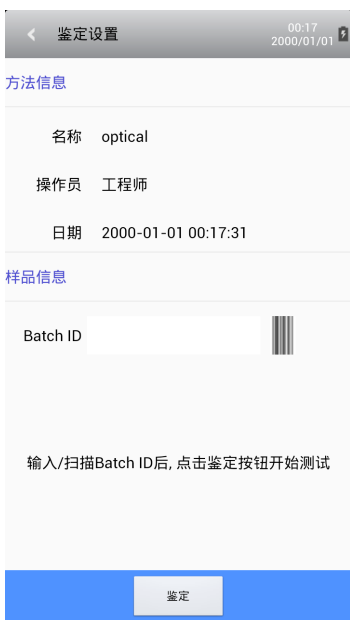 鉴定设置
00:17
2000/01/01
方法信息
名称 optical
操作员 工程师
日期 2000-01-01 00:17:31
样品信息
Batch ID
输入/扫描Batch ID后, 点击鉴定按钮开始测试
鉴定